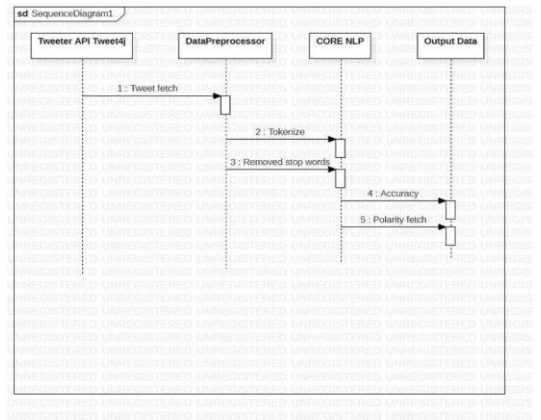 sd SequenceDiagram1
Tweeter API Tweet4j
DataPreprocessor
CORE NLP
Output Data
1 : Tweet fetch
2 : Tokenize
3 : Removed stop words
4 : Accuracy
5 : Polarity fetch
UNREGISTERED